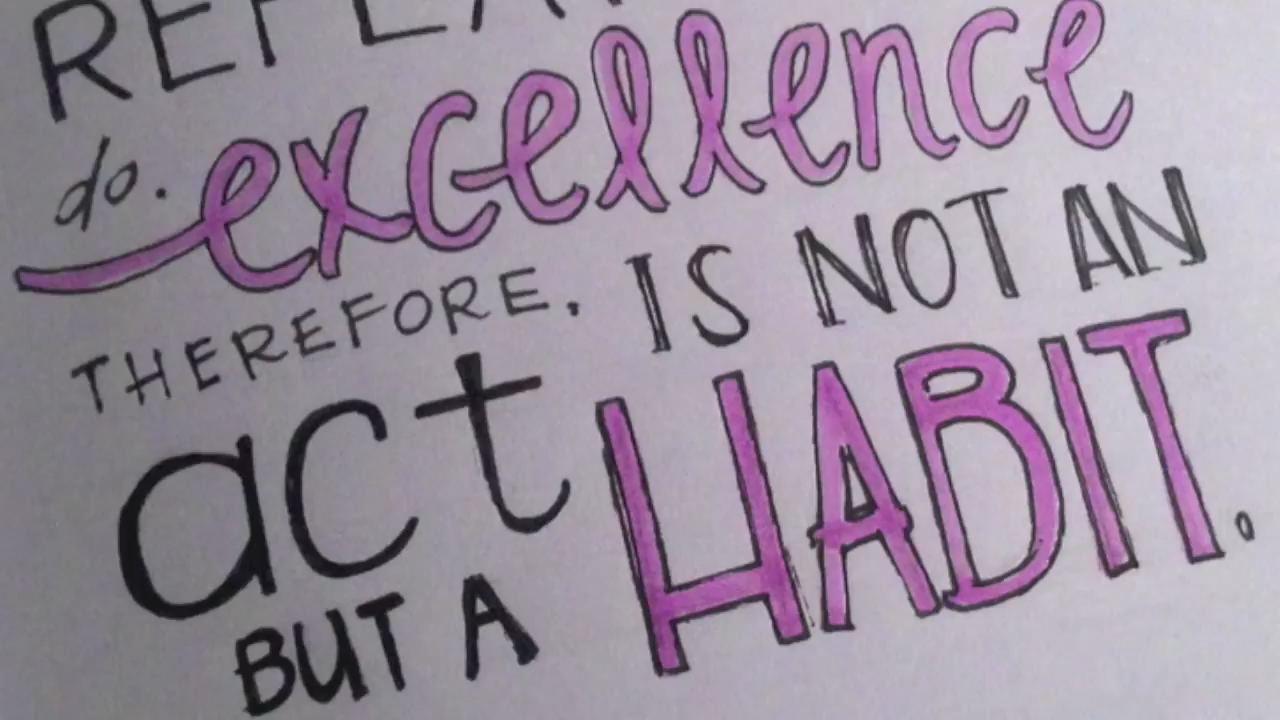 do. excellence
THEREFORE, IS NOT AN
act HABIT.
BUT A